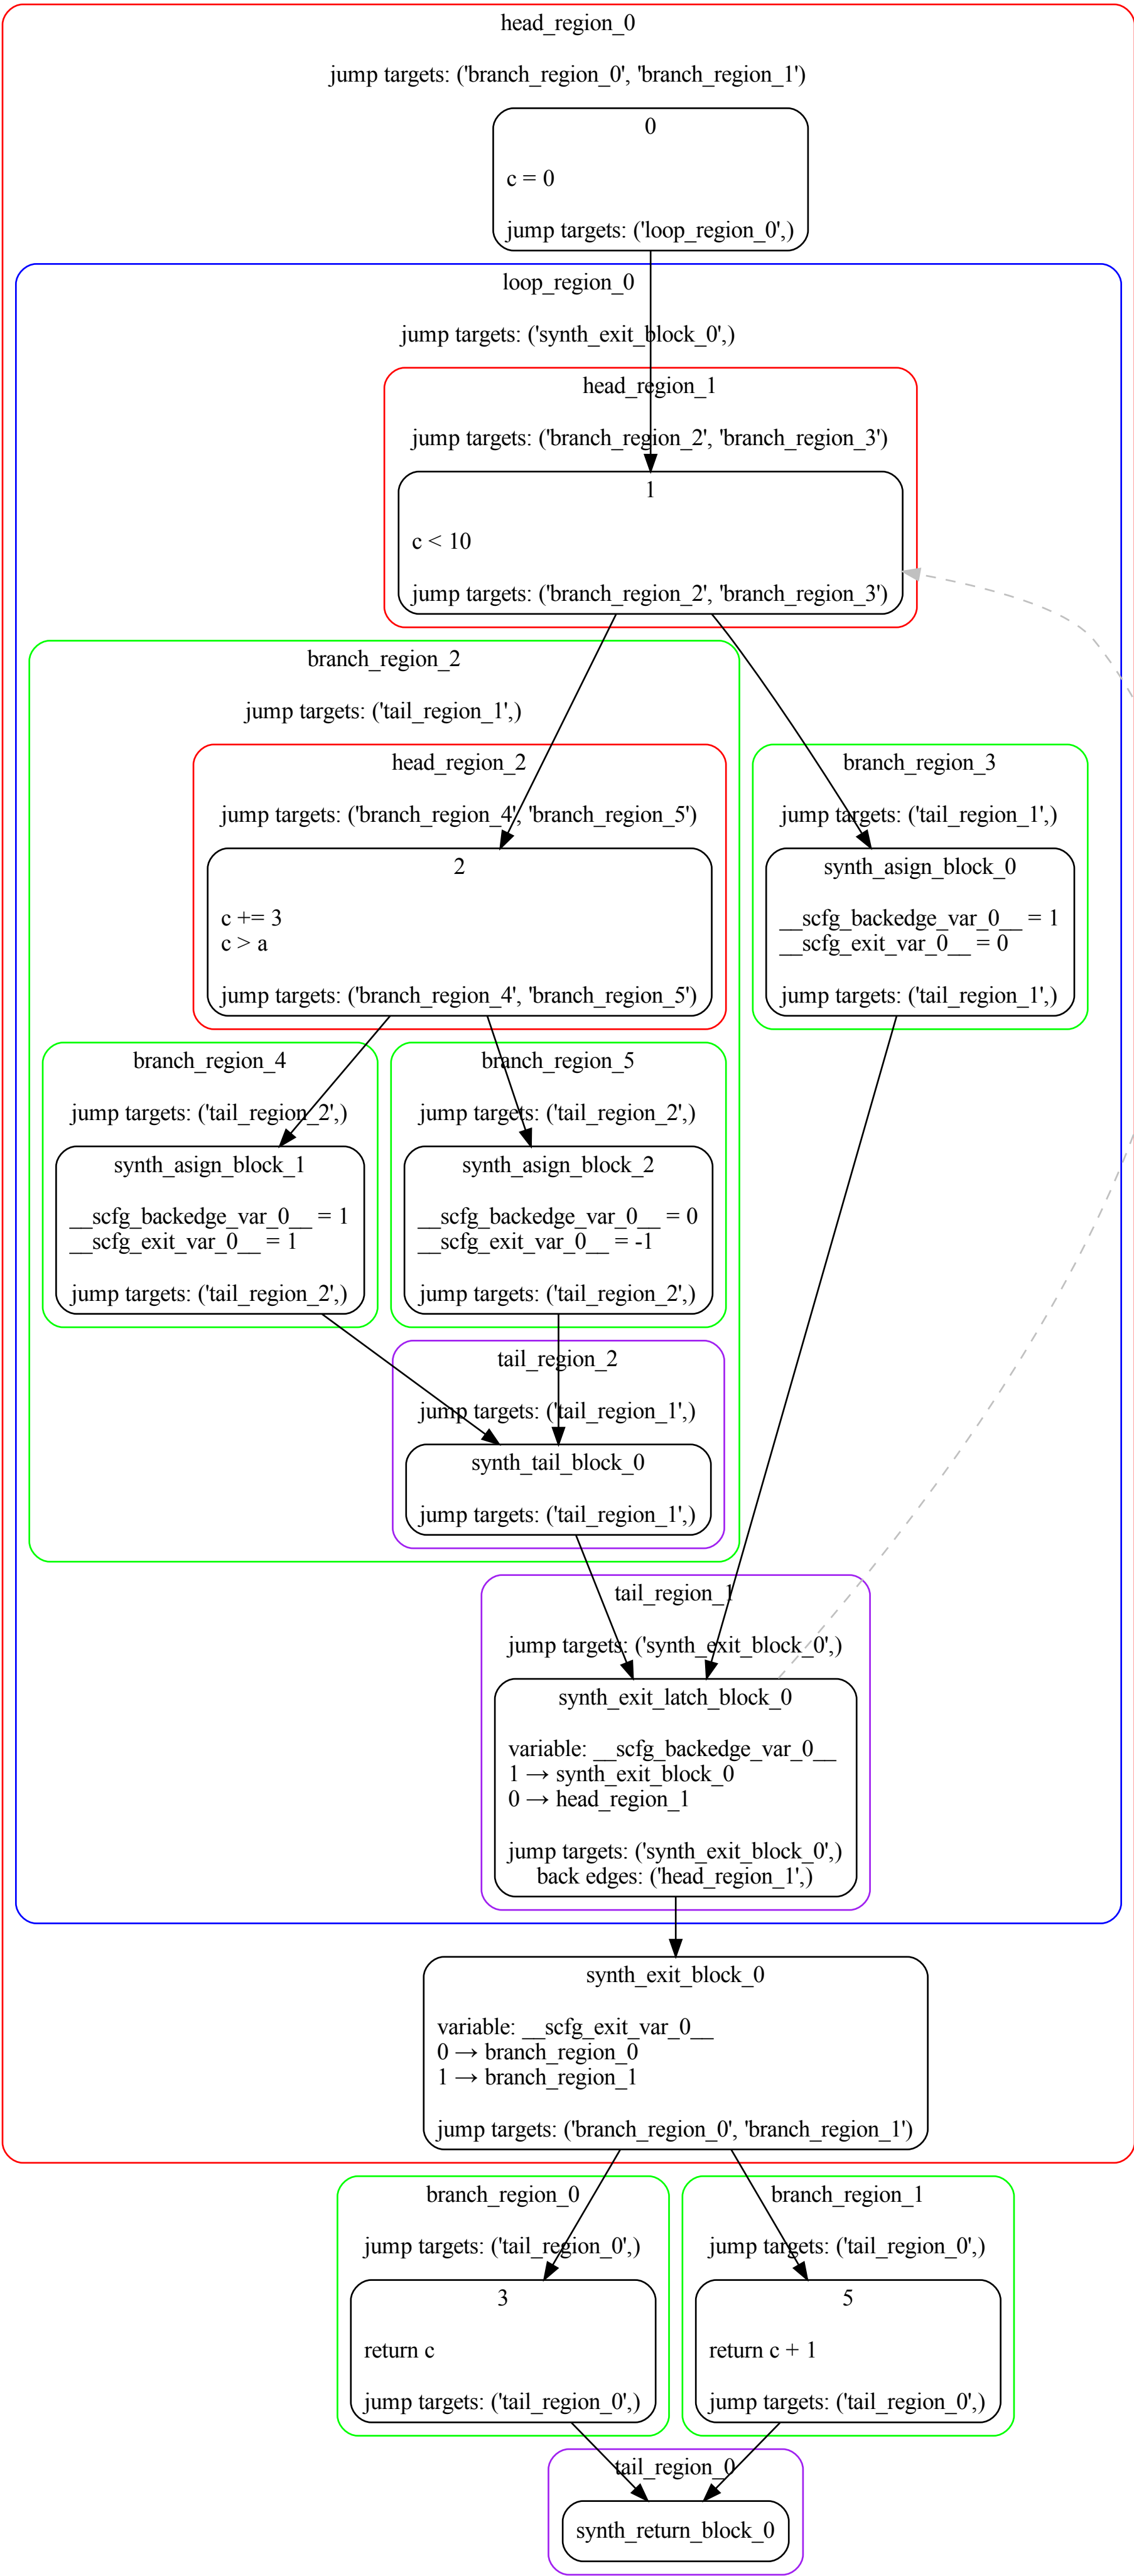 head_region_0
jump targets: ('branch_region_0', 'branch_region_1')
0
c = 0
jump targets: ('loop_region_0',)
loop_region_0
jump targets: ('synth_exit_block_0',)
head_region_1
jump targets: ('branch_region_2', 'branch_region_3')
1
c < 10
jump targets: ('branch_region_2', 'branch_region_3')
branch_region_2
jump targets: ('tail_region_1',)
head_region_2
jump targets: ('branch_region_4', 'branch_region_5')
2
c += 3
c > a
jump targets: ('branch_region_4', 'branch_region_5')
branch_region_3
jump targets: ('tail_region_1',)
synth_asign_block_0
__scfg_backedge_var_0__ = 1
__scfg_exit_var_0__ = 0
jump targets: ('tail_region_1',)
branch_region_4
jump targets: ('tail_region_2',)
synth_asign_block_1
__scfg_backedge_var_0__ = 1
__scfg_exit_var_0__ = 1
jump targets: ('tail_region_2',)
branch_region_5
jump targets: ('tail_region_2',)
synth_asign_block_2
__scfg_backedge_var_0__ = 0
__scfg_exit_var_0__ = -1
jump targets: ('tail_region_2',)
tail_region_2
jump targets: ('tail_region_1',)
synth_tail_block_0
jump targets: ('tail_region_1',)
tail_region_1
jump targets: ('synth_exit_block_0',)
synth_exit_latch_block_0
variable: __scfg_backedge_var_0__
1 → synth_exit_block_0
0 → head_region_1
jump targets: ('synth_exit_block_0',)
back edges: ('head_region_1',)
synth_exit_block_0
variable: __scfg_exit_var_0__
0 → branch_region_0
1 → branch_region_1
jump targets: ('branch_region_0', 'branch_region_1')
branch_region_0
jump targets: ('tail_region_0',)
3
return c
jump targets: ('tail_region_0',)
branch_region_1
jump targets: ('tail_region_0',)
5
return c + 1
jump targets: ('tail_region_0',)
tail_region_0
synth_return_block_0